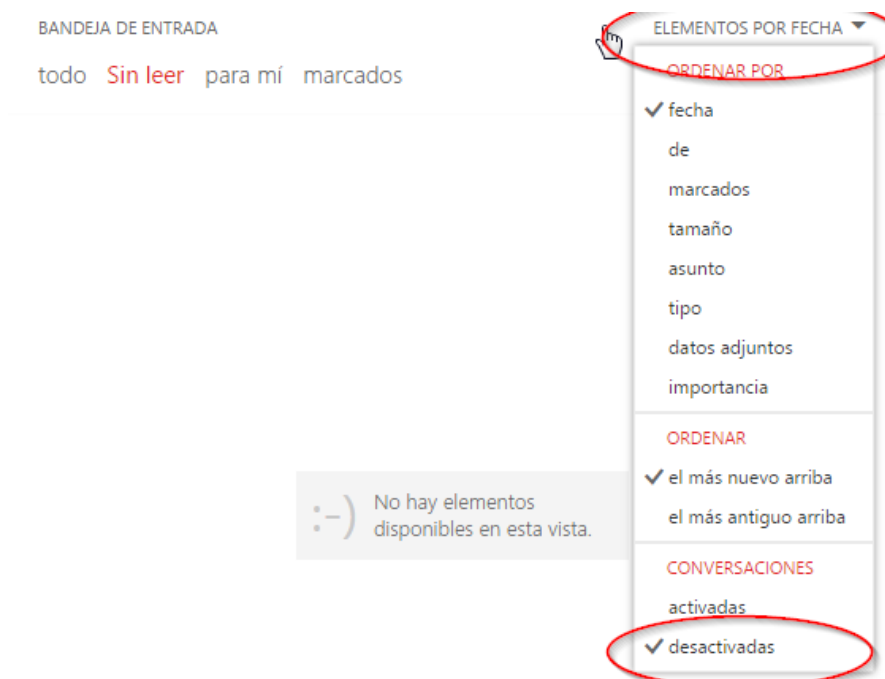 BANDEJA DE ENTRADA
ELEMENTOS POR FECHA
todo Sin leer para mí marcados
ORDENAR POR
fecha
de
marcados
tamaño
asunto
tipo
datos adjuntos
importancia
ORDENAR
el más nuevo arriba
el más antiguo arriba
:-) No hay elementos
disponibles en esta vista.
CONVERSACIONES
activadas
desactivadas